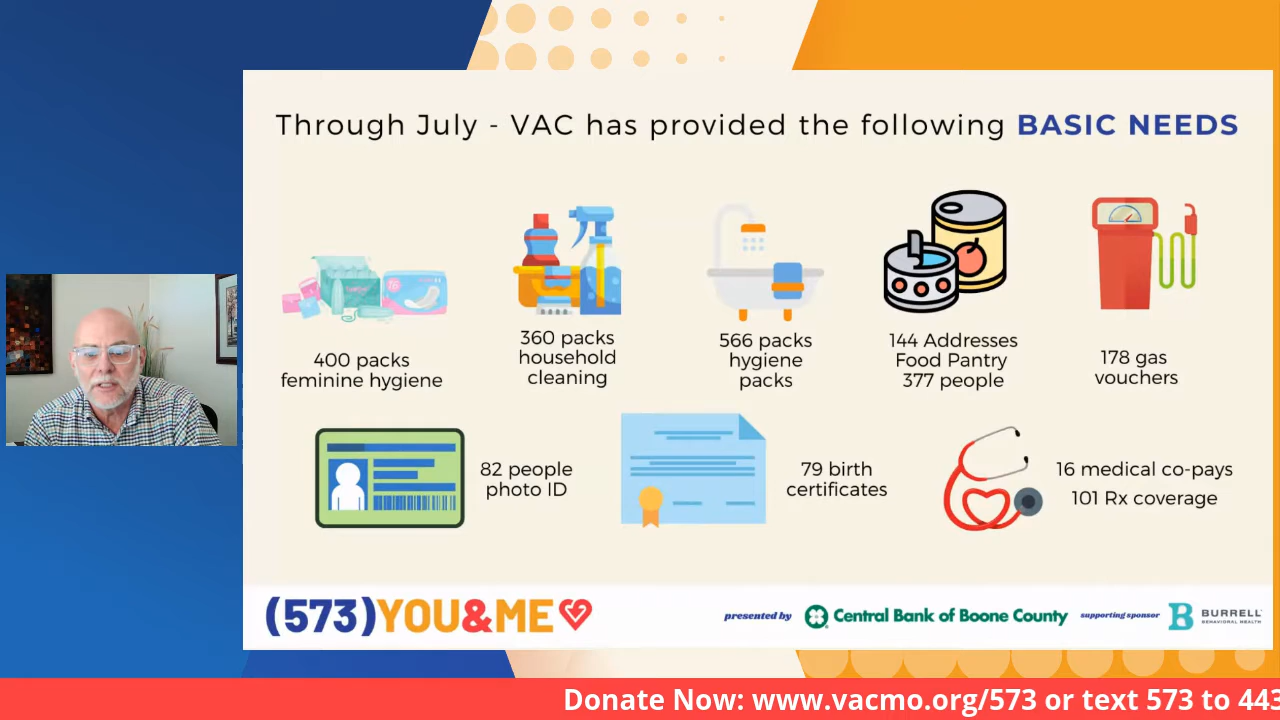 Through July - VAC has provided the following BASIC NEEDS
400 packs
feminine hygiene
360 packs
household
cleaning
566 packs
hygiene
packs
144 Addresses
Food Pantry
377 people
178 gas
vouchers
82 people
photo ID
79 birth
certificates
16 medical co-pays
101 Rx coverage
(573)YOU&ME
presented by
Central Bank of Boone County
supporting sponsor
B BURRELL
BEHAVIORAL HEALTH
Donate Now: www.vacmo.org/573 or text 573 to 443